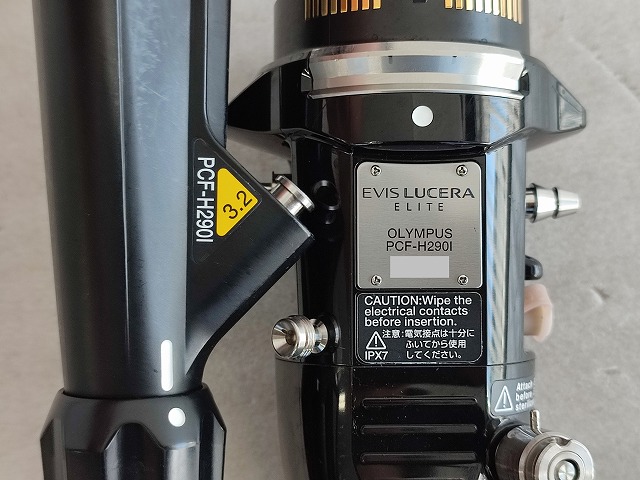 PCF-H290I
3.2
EVIS LUCERA
ELITE
OLYMPUS
PCF-H290I
CAUTION:Wipe the
electrical contacts
before insertion.
注意:電気接点は十分に
ふいてから使用
してください。
IPX7
Attach
before